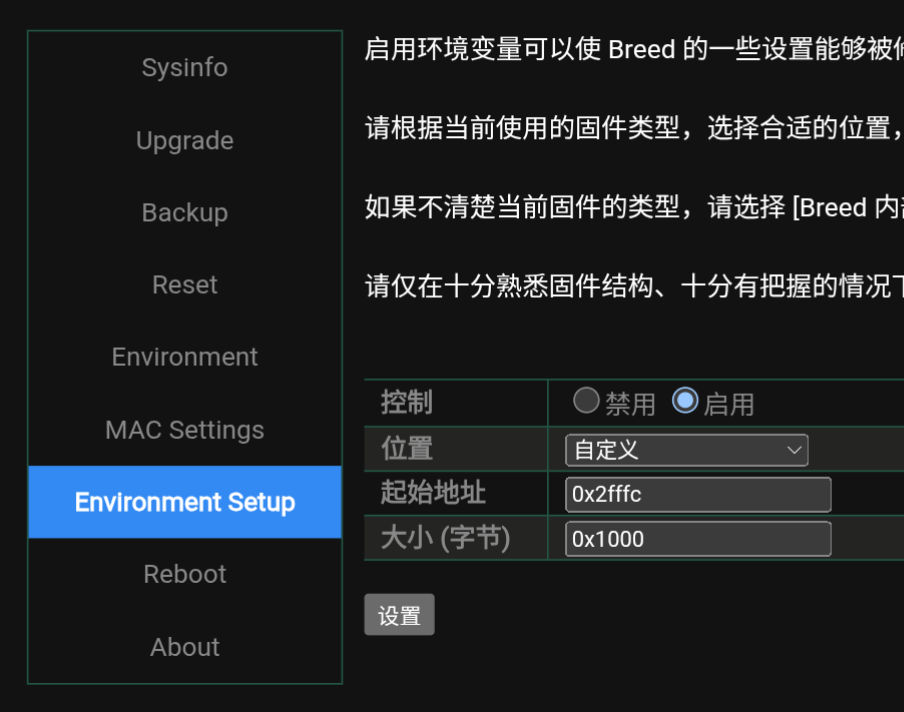 Sysinfo
Upgrade
Backup
Reset
Environment
MAC Settings
Environment Setup
Reboot
About
启用环境变量可以使 Breed 的一些设置能够被
请根据当前使用的固件类型，选择合适的位置，
如果不清楚当前固件的类型，请选择 [Breed 内
请仅在十分熟悉固件结构、十分有把握的情况下
控制 禁用 启用
位置 自定义
起始地址 0x2fffc
大小 (字节) 0x1000
设置